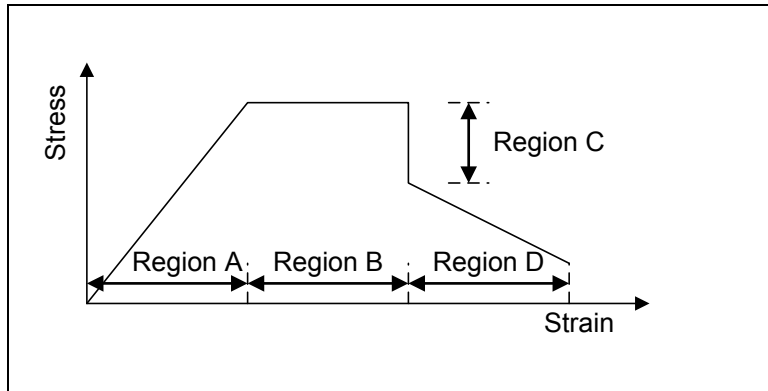 Stress
Region C
Region A
Region B
Region D
Strain